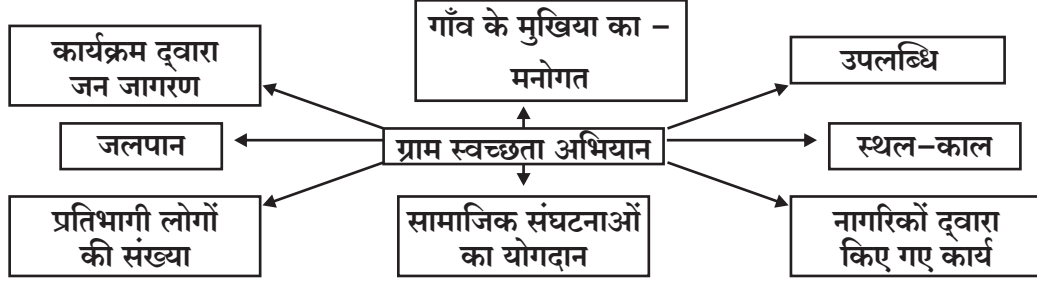 कार्यक्रम द्‌वारा
जन जागरण
गाँव के मुखिया का –
मनोगत
उपलब्धि
जलपान
ग्राम स्वच्छता अभियान
स्थल–काल
प्रतिभागी लोगों
की संख्या
सामाजिक संघटनाओं
का योगदान
नागरिकों द्‌वारा
किए गए कार्य